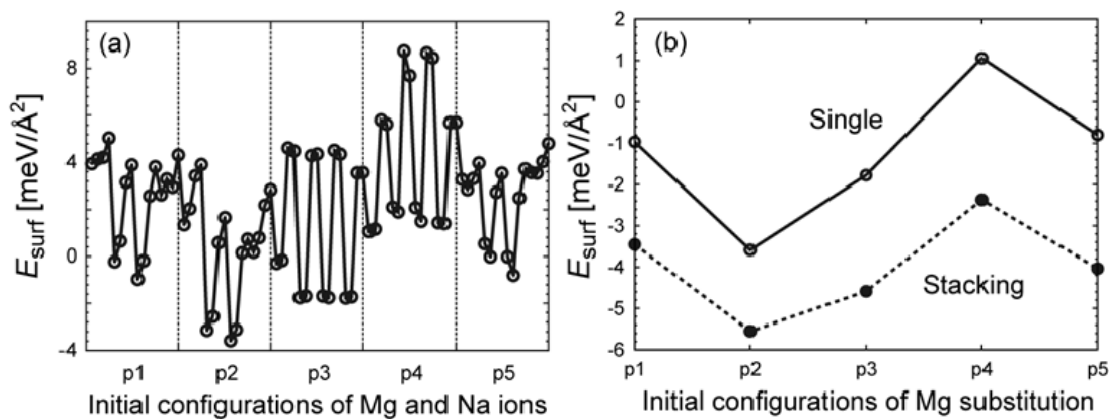 (a)
E_surf [meV/Å²]
8
4
0
-4
p1 p2 p3 p4 p5
Initial configurations of Mg and Na ions
(b)
E_surf [meV/Å²]
2
1
0
-1
-2
-3
-4
-5
-6
Single
Stacking
p1 p2 p3 p4 p5
Initial configurations of Mg substitution